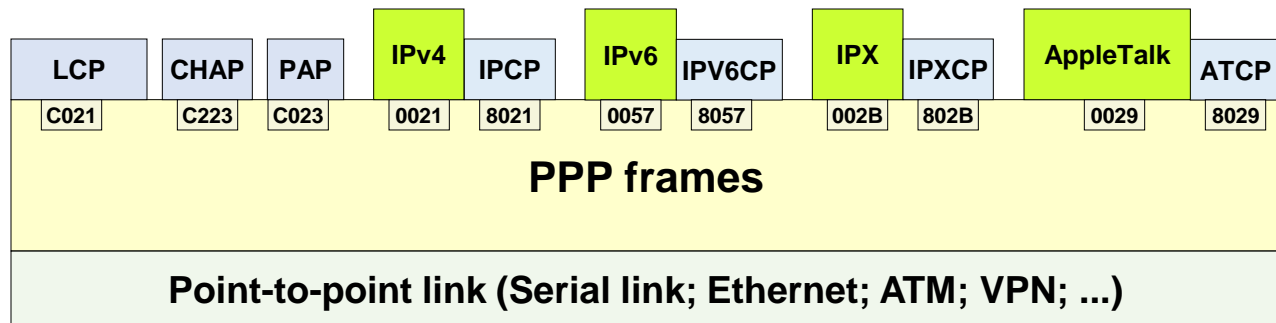 LCP CHAP PAP IPv4 IPCP IPv6 IPV6CP IPX IPXCP AppleTalk ATCP
C021 C223 C023 0021 8021 0057 8057 002B 802B 0029 8029
PPP frames
Point-to-point link (Serial link; Ethernet; ATM; VPN; ...)